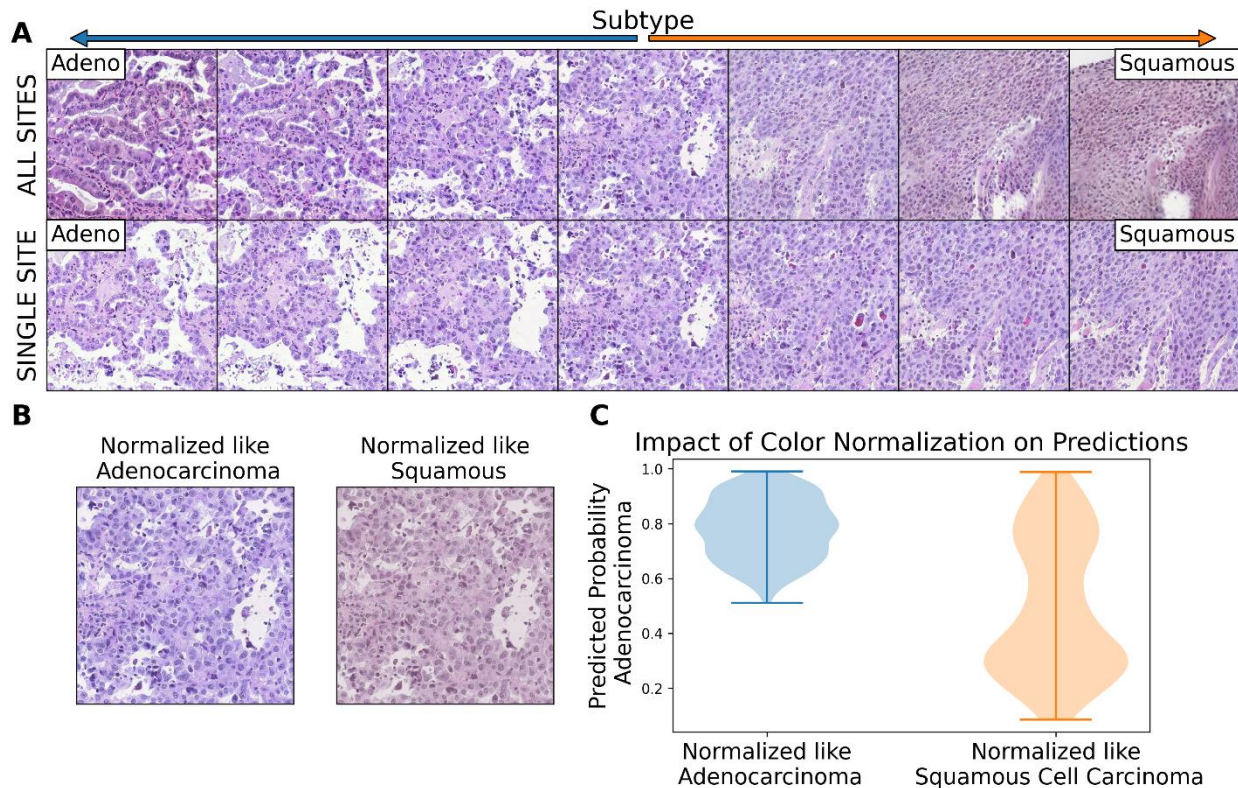 A
Subtype
Adeno
Squamous
ALL SITES
Adeno
Squamous
SINGLE SITE
B
Normalized like
Adenocarcinoma
Normalized like
Squamous
C
Impact of Color Normalization on Predictions
Predicted Probability
Adenocarcinoma
1.0
0.8
0.6
0.4
0.2
Normalized like
Adenocarcinoma
Normalized like
Squamous Cell Carcinoma